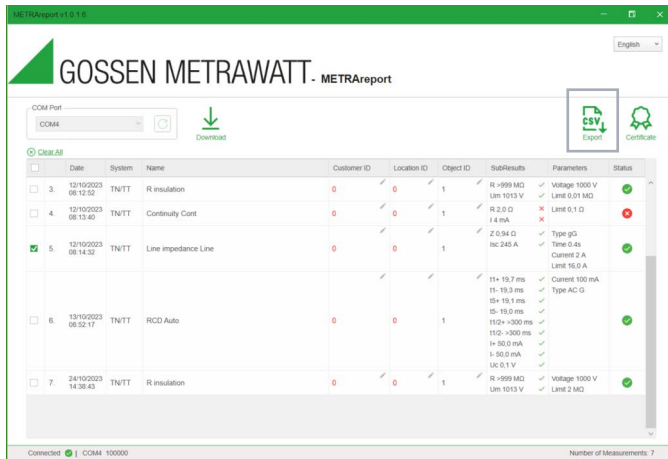 METRAreport v1.0.1.6
English
GOSSEN METRAWATT - METRAreport
COM Port
COM4
Download
CSV
Export
Certificate
Clear All
Date System Name Customer ID Location ID Object ID SubResults Parameters Status
3. 12/10/2023 08:12:52 TN/TT R insulation 0 0 1
R >999 MΩ Voltage 1000 V
Um 1013 V Limit 0,01 MΩ
4. 12/10/2023 08:13:40 TN/TT Continuity Cont 0 0 1
R 2,0 Ω Limit 0,1 Ω
I 4 mA
5. 12/10/2023 08:14:32 TN/TT Line impedance Line 0 0 1
Z 0,94 Ω Type gG
Isc 245 A Time 0.4s
Current 2 A
Limit 16,0 A
6. 13/10/2023 06:52:17 TN/TT RCD Auto 0 0 1
t1+ 19,7 ms Current 100 mA
t1- 19,3 ms Type AC G
t5+ 19,1 ms
t5- 19,0 ms
t1/2+ >300 ms
t1/2- >300 ms
I+ 50,0 mA
I- 50,0 mA
Uc 0,1 V
7. 24/10/2023 14:38:43 TN/TT R insulation 0 0 1
R >999 MΩ Voltage 1000 V
Um 1013 V Limit 2 MΩ
Connected | COM4 100000
Number of Measurements: 7